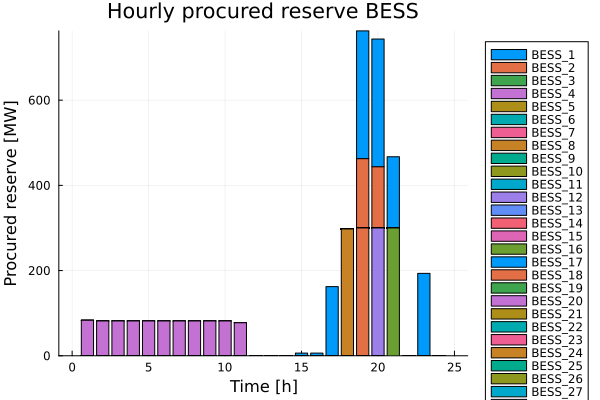 Hourly procured reserve BESS
Procured reserve [MW]
600
400
200
0
0 5 10 15 20 25
Time [h]
BESS_1
BESS_2
BESS_3
BESS_4
BESS_5
BESS_6
BESS_7
BESS_8
BESS_9
BESS_10
BESS_11
BESS_12
BESS_13
BESS_14
BESS_15
BESS_16
BESS_17
BESS_18
BESS_19
BESS_20
BESS_21
BESS_22
BESS_23
BESS_24
BESS_25
BESS_26
BESS_27